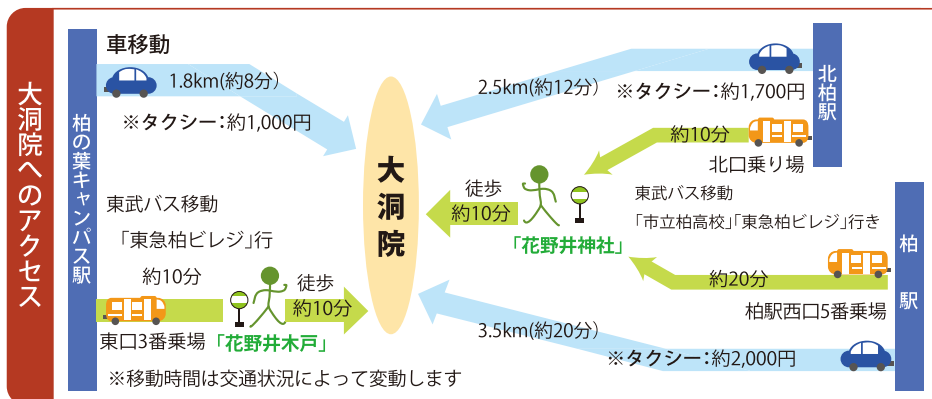 大洞院へのアクセス
柏の葉キャンパス駅
車移動
1.8km(約8分)
※タクシー:約1,000円
東武バス移動
「東急柏ビレジ」行
約10分
東口3番乗場
「花野井木戸」
徒歩
約10分
※移動時間は交通状況によって変動します
大洞院
北柏駅
2.5km(約12分)
※タクシー:約1,700円
約10分
北口乗り場
徒歩
約10分
「花野井神社」
東武バス移動
「市立柏高校」「東急柏ビレジ」行き
柏駅
約20分
柏駅西口5番乗場
3.5km(約20分)
※タクシー:約2,000円